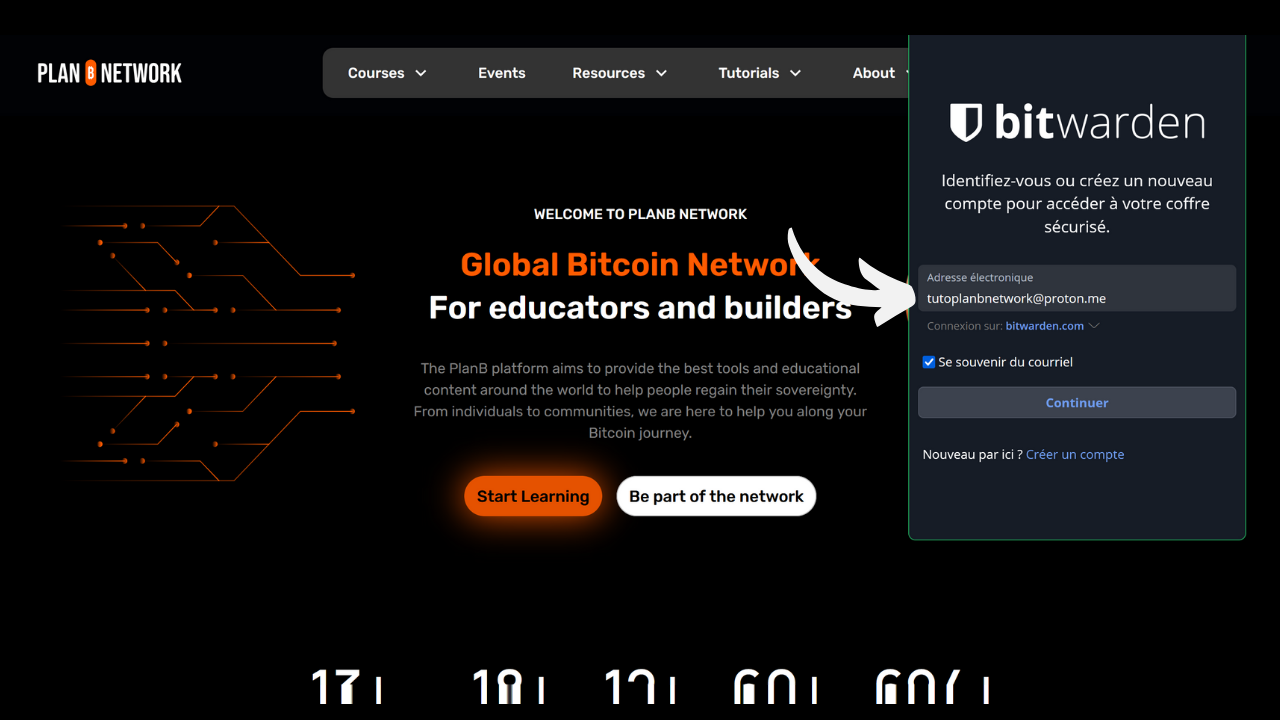 PLAN B NETWORK
Courses
Events
Resources
Tutorials
About
WELCOME TO PLANB NETWORK
Global Bitcoin Network
For educators and builders
The PlanB platform aims to provide the best tools and educational
content around the world to help people regain their sovereignty.
From individuals to communities, we are here to help you along your
Bitcoin journey.
Start Learning
Be part of the network
bitwarden
Identifiez-vous ou créez un nouveau
compte pour accéder à votre coffre
sécurisé.
Adresse électronique
tutoplanbnetwork@proton.me
Connexion sur: bitwarden.com
Se souvenir du courriel
Continuer
Nouveau par ici ? Créer un compte